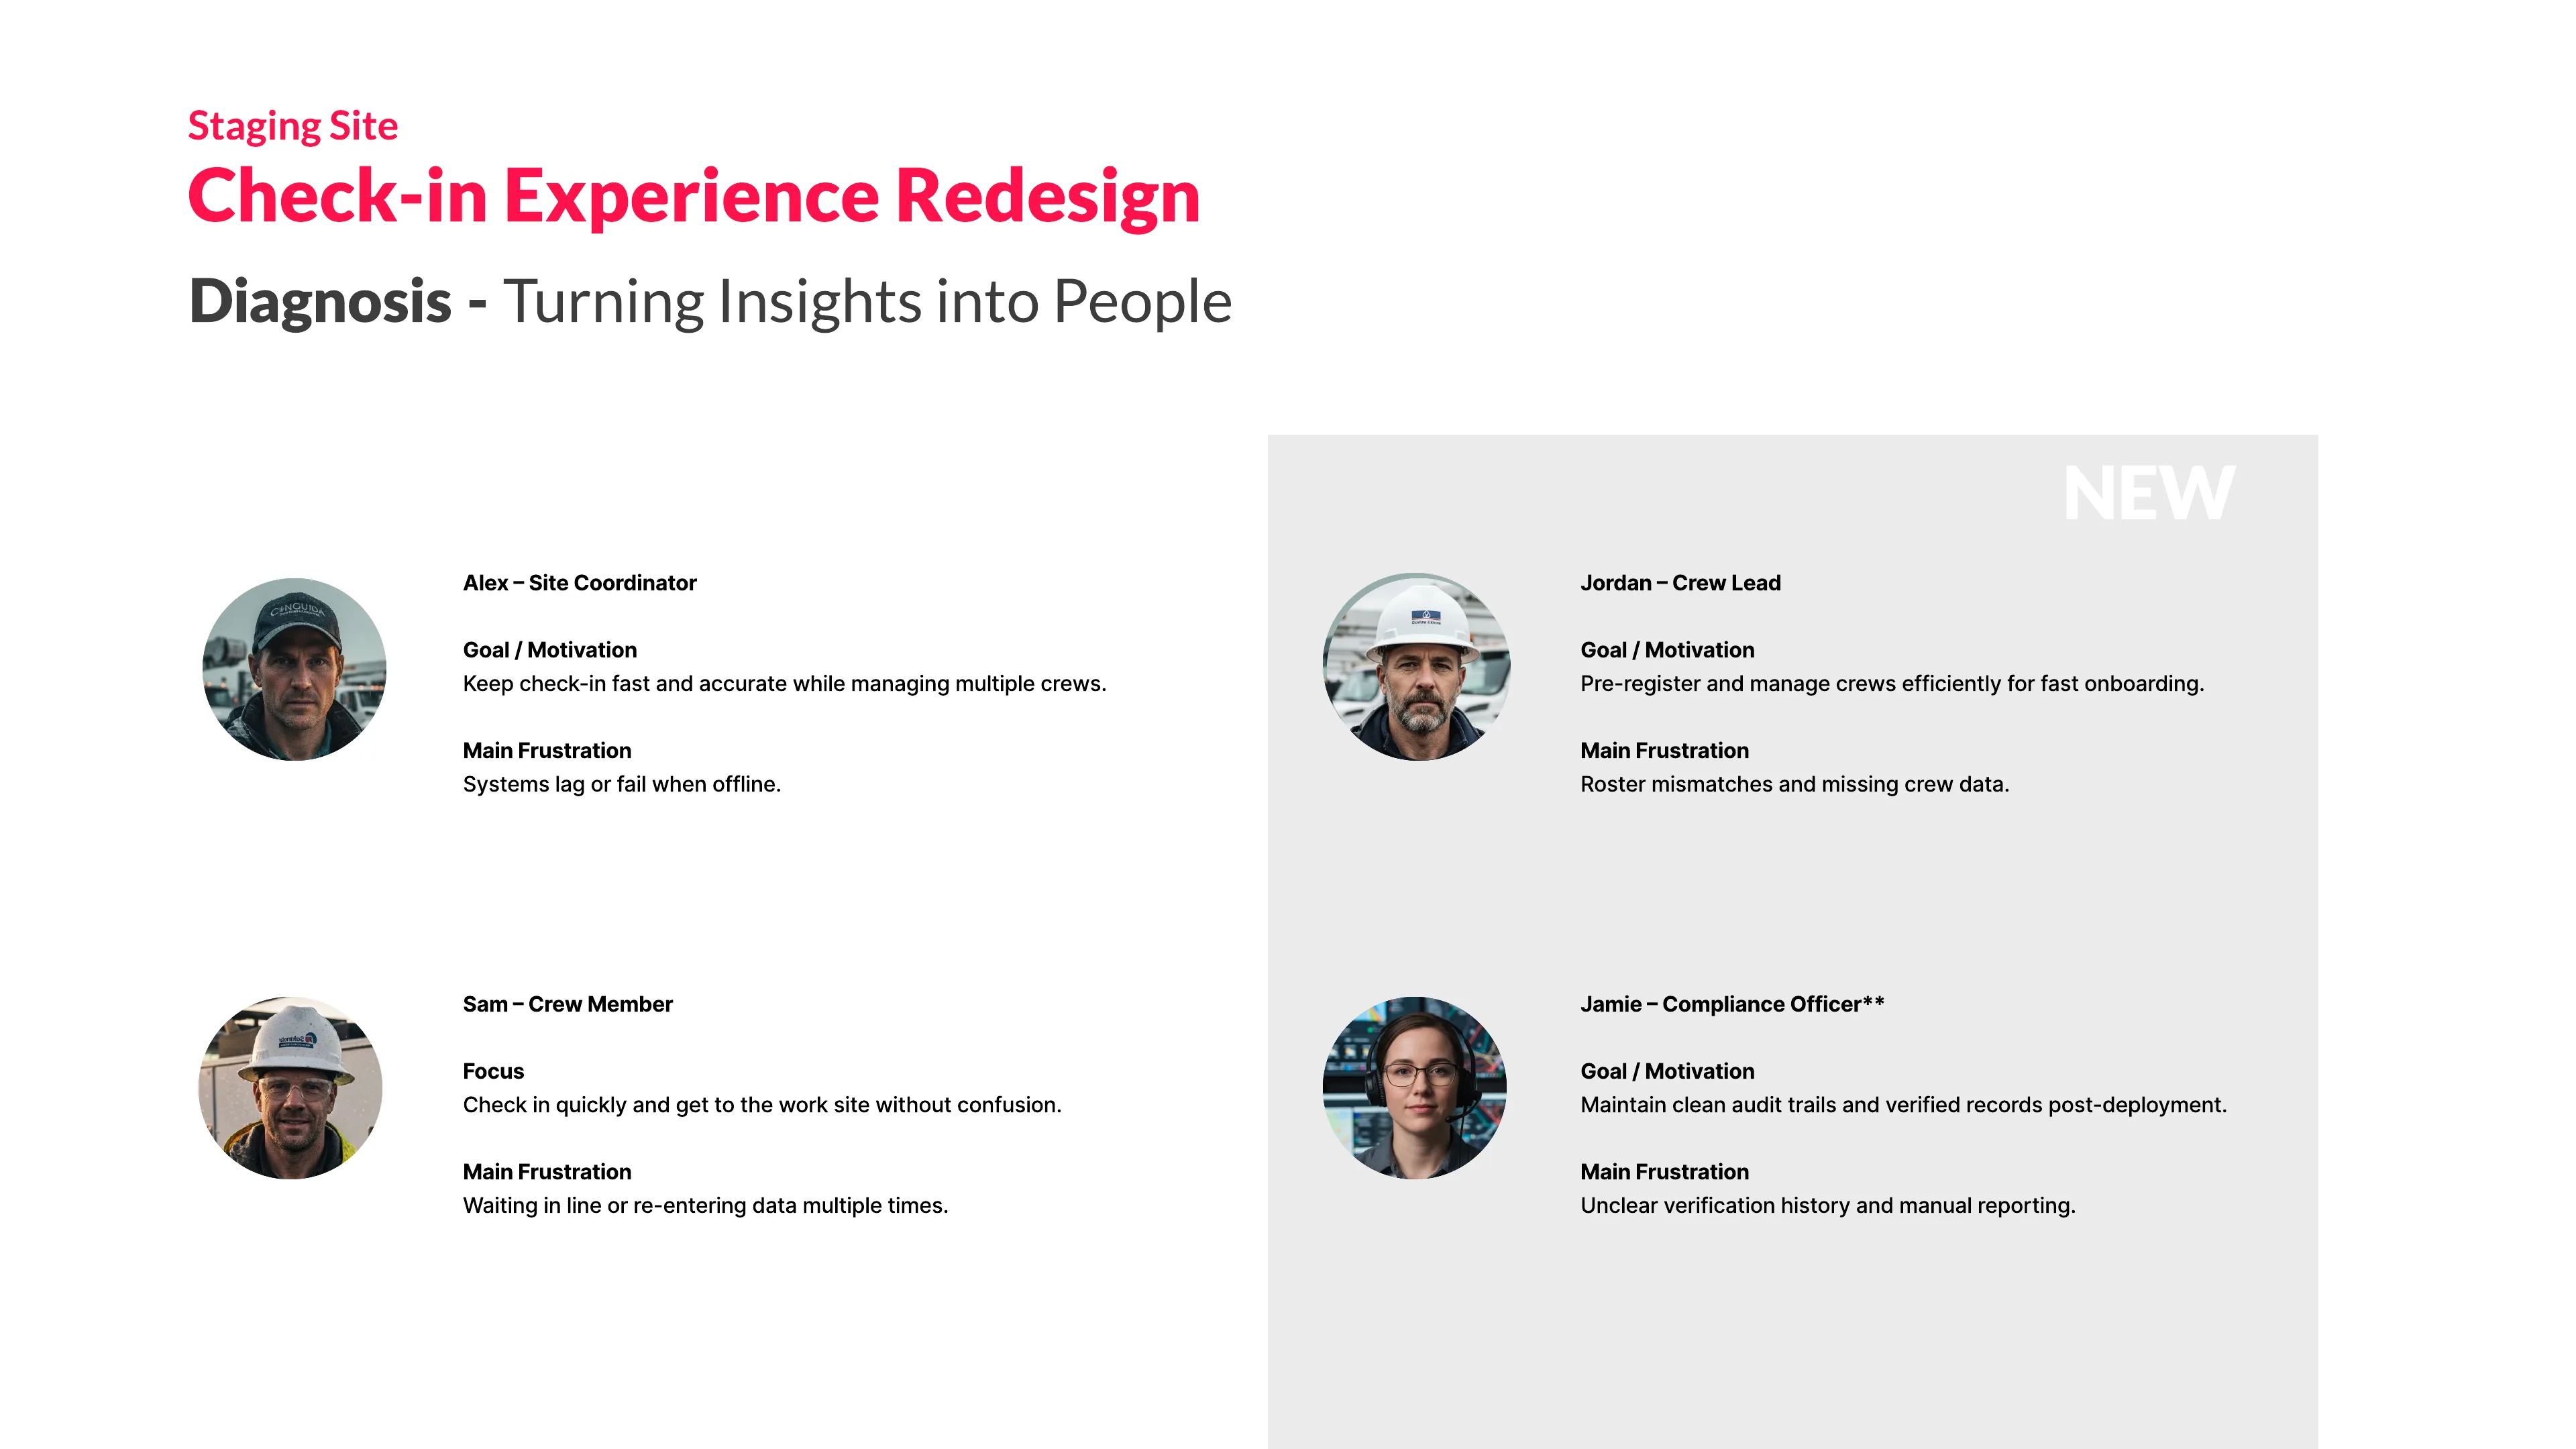 Staging Site
Check-in Experience Redesign
Diagnosis - Turning Insights into People
Alex – Site Coordinator
Goal / Motivation
Keep check-in fast and accurate while managing multiple crews.
Main Frustration
Systems lag or fail when offline.
Sam – Crew Member
Focus
Check in quickly and get to the work site without confusion.
Main Frustration
Waiting in line or re-entering data multiple times.
NEW
Jordan – Crew Lead
Goal / Motivation
Pre-register and manage crews efficiently for fast onboarding.
Main Frustration
Roster mismatches and missing crew data.
Jamie – Compliance Officer**
Goal / Motivation
Maintain clean audit trails and verified records post-deployment.
Main Frustration
Unclear verification history and manual reporting.